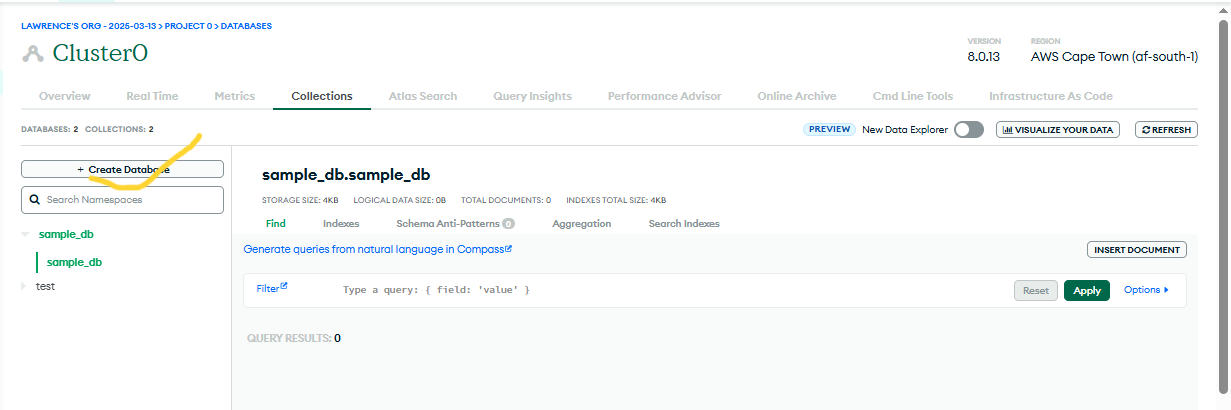 LAWRENCE'S ORG - 2025-03-13 > PROJECT 0 > DATABASES
Cluster0
VERSION REGION
8.0.13 AWS Cape Town (af-south-1)
Overview Real Time Metrics Collections Atlas Search Query Insights Performance Advisor Online Archive Cmd Line Tools Infrastructure As Code
DATABASES: 2 COLLECTIONS: 2 PREVIEW New Data Explorer VISUALIZE YOUR DATA REFRESH
+ Create Database
Search Namespaces
sample_db
sample_db
test
sample_db.sample_db
STORAGE SIZE: 4KB LOGICAL DATA SIZE: 0B TOTAL DOCUMENTS: 0 INDEXES TOTAL SIZE: 4KB
Find Indexes Schema Anti-Patterns 0 Aggregation Search Indexes
Generate queries from natural language in Compass INSERT DOCUMENT
Filter Type a query: { field: 'value' } Reset Apply Options
QUERY RESULTS: 0